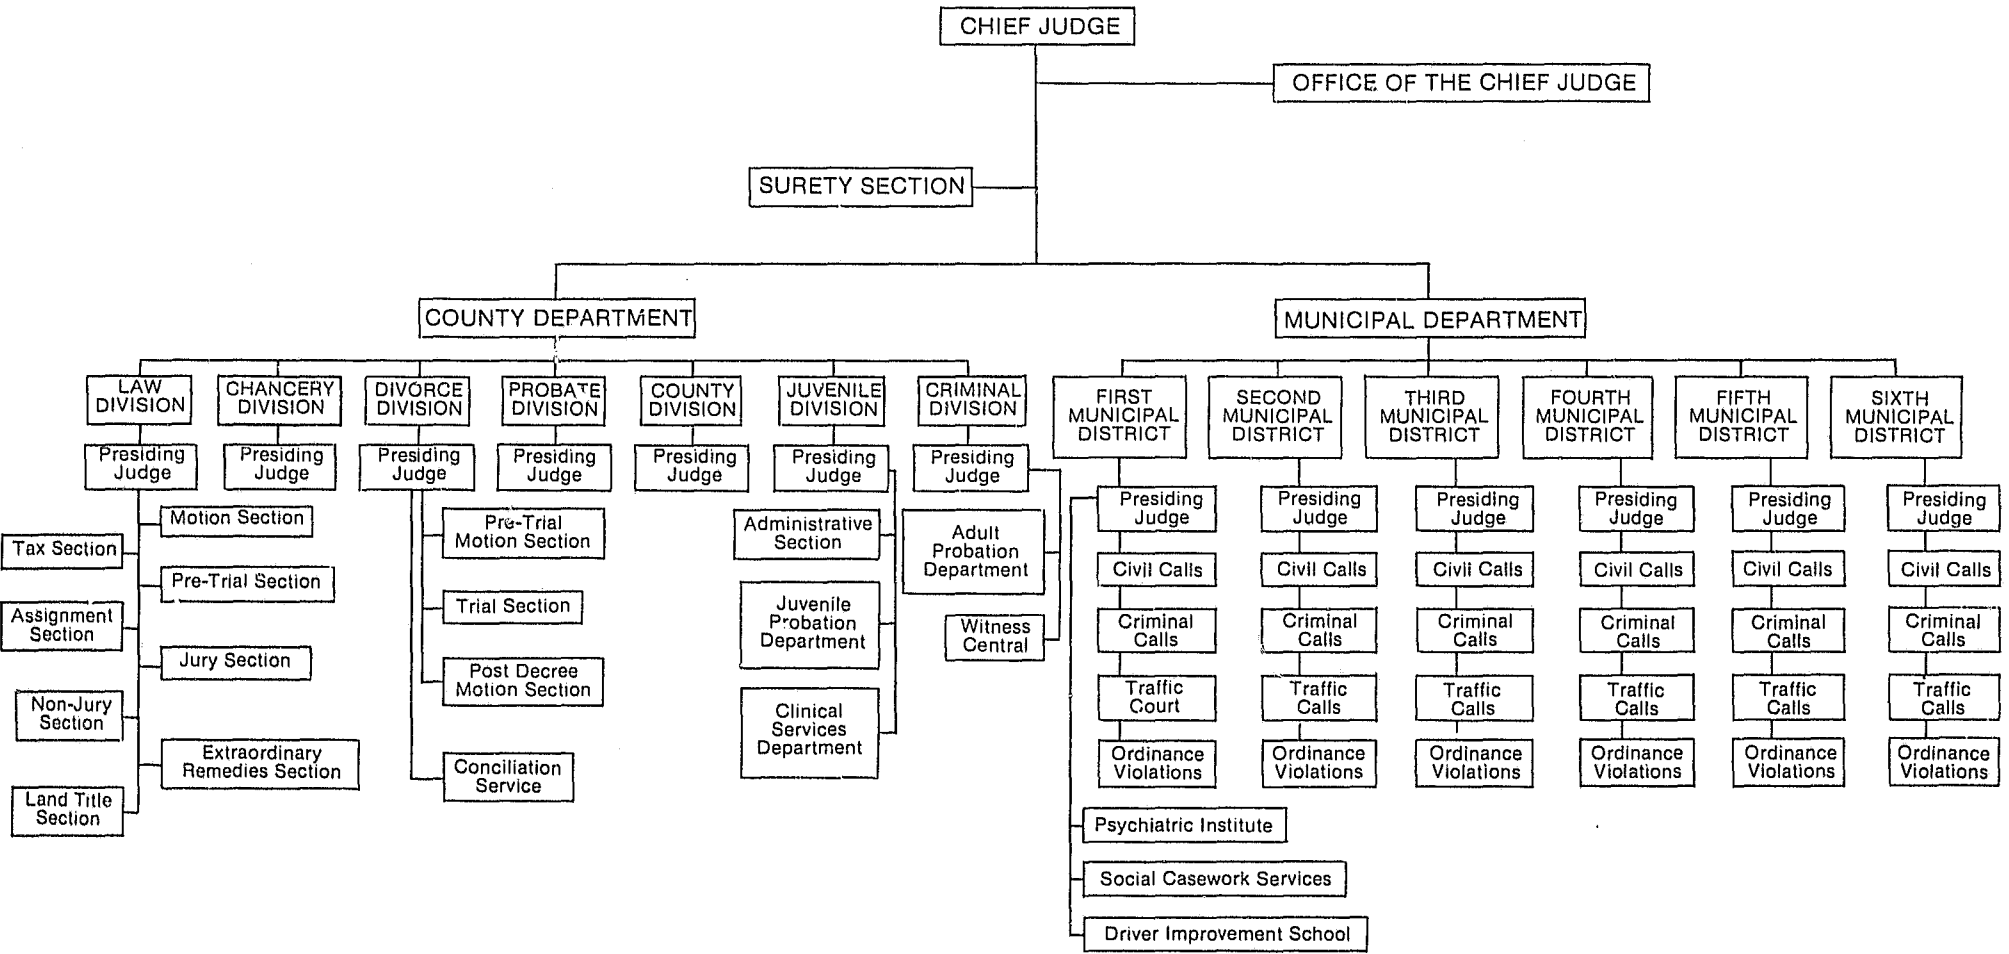 CHIEF JUDGE
OFFICE OF THE CHIEF JUDGE
SURETY SECTION
COUNTY DEPARTMENT
MUNICIPAL DEPARTMENT
LAW
DIVISION
CHANCERY
DIVISION
DIVORCE
DIVISION
PROBATE
DIVISION
COUNTY
DIVISION
JUVENILE
DIVISION
CRIMINAL
DIVISION
FIRST
MUNICIPAL
DISTRICT
SECOND
MUNICIPAL
DISTRICT
THIRD
MUNICIPAL
DISTRICT
FOURTH
MUNICIPAL
DISTRICT
FIFTH
MUNICIPAL
DISTRICT
SIXTH
MUNICIPAL
DISTRICT
Presiding
Judge
Presiding
Judge
Presiding
Judge
Presiding
Judge
Presiding
Judge
Presiding
Judge
Presiding
Judge
Motion Section
Tax Section
Pre-Trial Section
Assignment
Section
Jury Section
Non-Jury
Section
Extraordinary
Remedies Section
Land Title
Section
Pre-Trial
Motion Section
Trial Section
Post Decree
Motion Section
Conciliation
Service
Administrative
Section
Juvenile
Probation
Department
Clinical
Services
Department
Adult
Probation
Department
Witness
Central
Presiding
Judge
Civil Calls
Criminal
Calls
Traffic
Court
Ordinance
Violations
Presiding
Judge
Civil Calls
Criminal
Calls
Traffic
Calls
Ordinance
Violations
Presiding
Judge
Civil Calls
Criminal
Calls
Traffic
Calls
Ordinance
Violations
Presiding
Judge
Civil Calls
Criminal
Calls
Traffic
Calls
Ordinance
Violations
Presiding
Judge
Civil Calls
Criminal
Calls
Traffic
Calls
Ordinance
Violations
Presiding
Judge
Civil Calls
Criminal
Calls
Traffic
Calls
Ordinance
Violations
Psychiatric Institute
Social Casework Services
Driver Improvement School